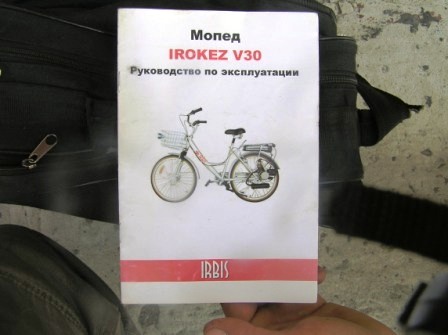 Мопед
IROKEZ V30
Руководство по эксплуатации
IRBIS